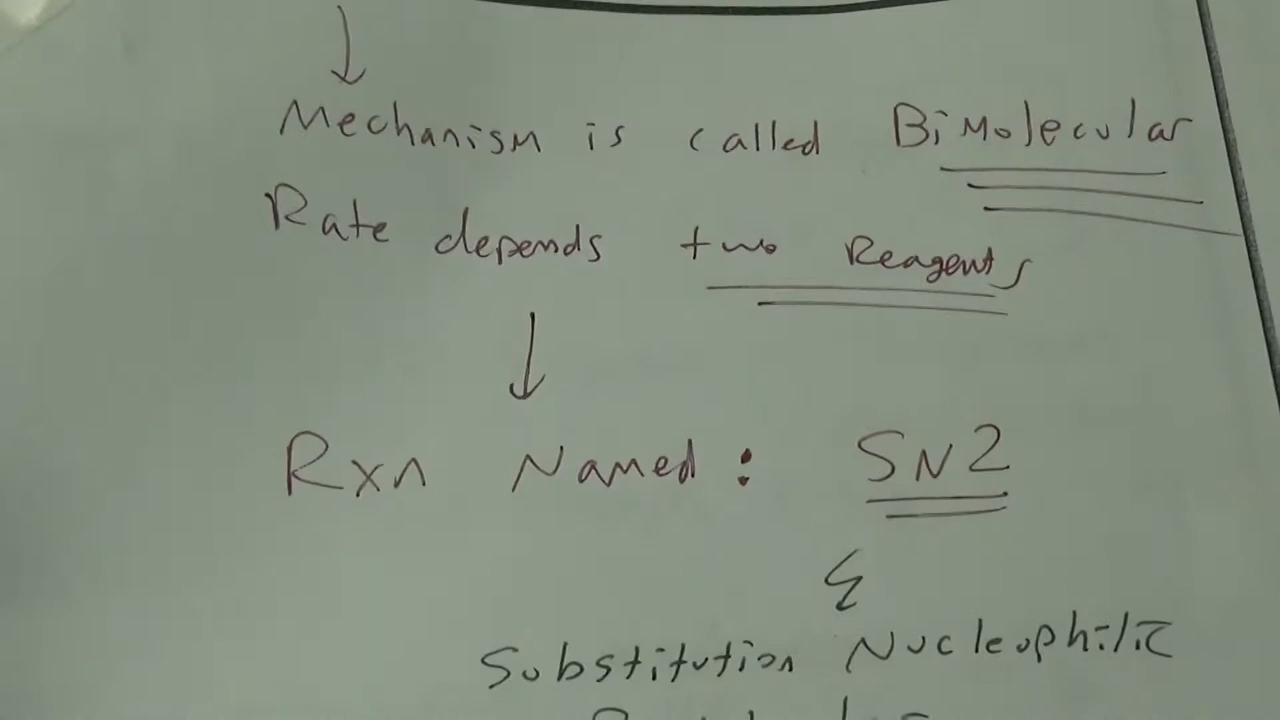 Mechanism is called Bimolecular
Rate depends two Reagents
Rxn Named : SN2
Substitution Nucleophilic